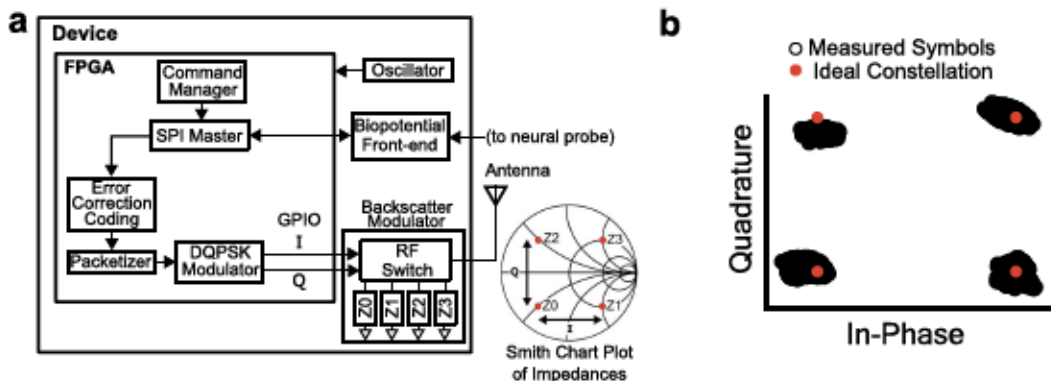 a
Device
FPGA
Command
Manager
Oscillator
SPI Master
Biopotential
Front-end
(to neural probe)
Antenna
Error
Correction
Coding
GPIO
I
Backscatter
Modulator
Packetizer
DQPSK
Modulator
Q
RF
Switch
Z0
Z1
Z2
Z3
Z2
Z3
Q
Z0
Z1
I
Smith Chart Plot
of Impedances
b
Measured Symbols
Ideal Constellation
Quadrature
In-Phase